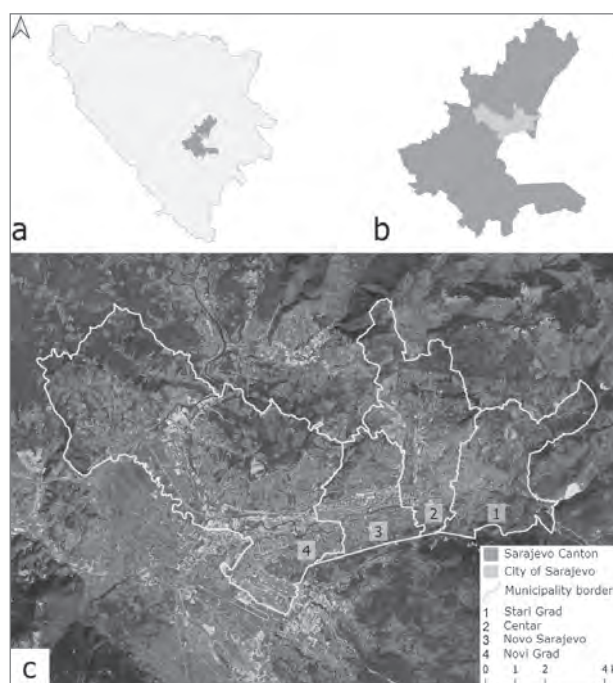 a
b
2
1
3
4
Sarajevo Canton
City of Sarajevo
Municipality border
1 Stari Grad
2 Centar
3 Novo Sarajevo
4 Novi Grad
0 1 2 4 k
c